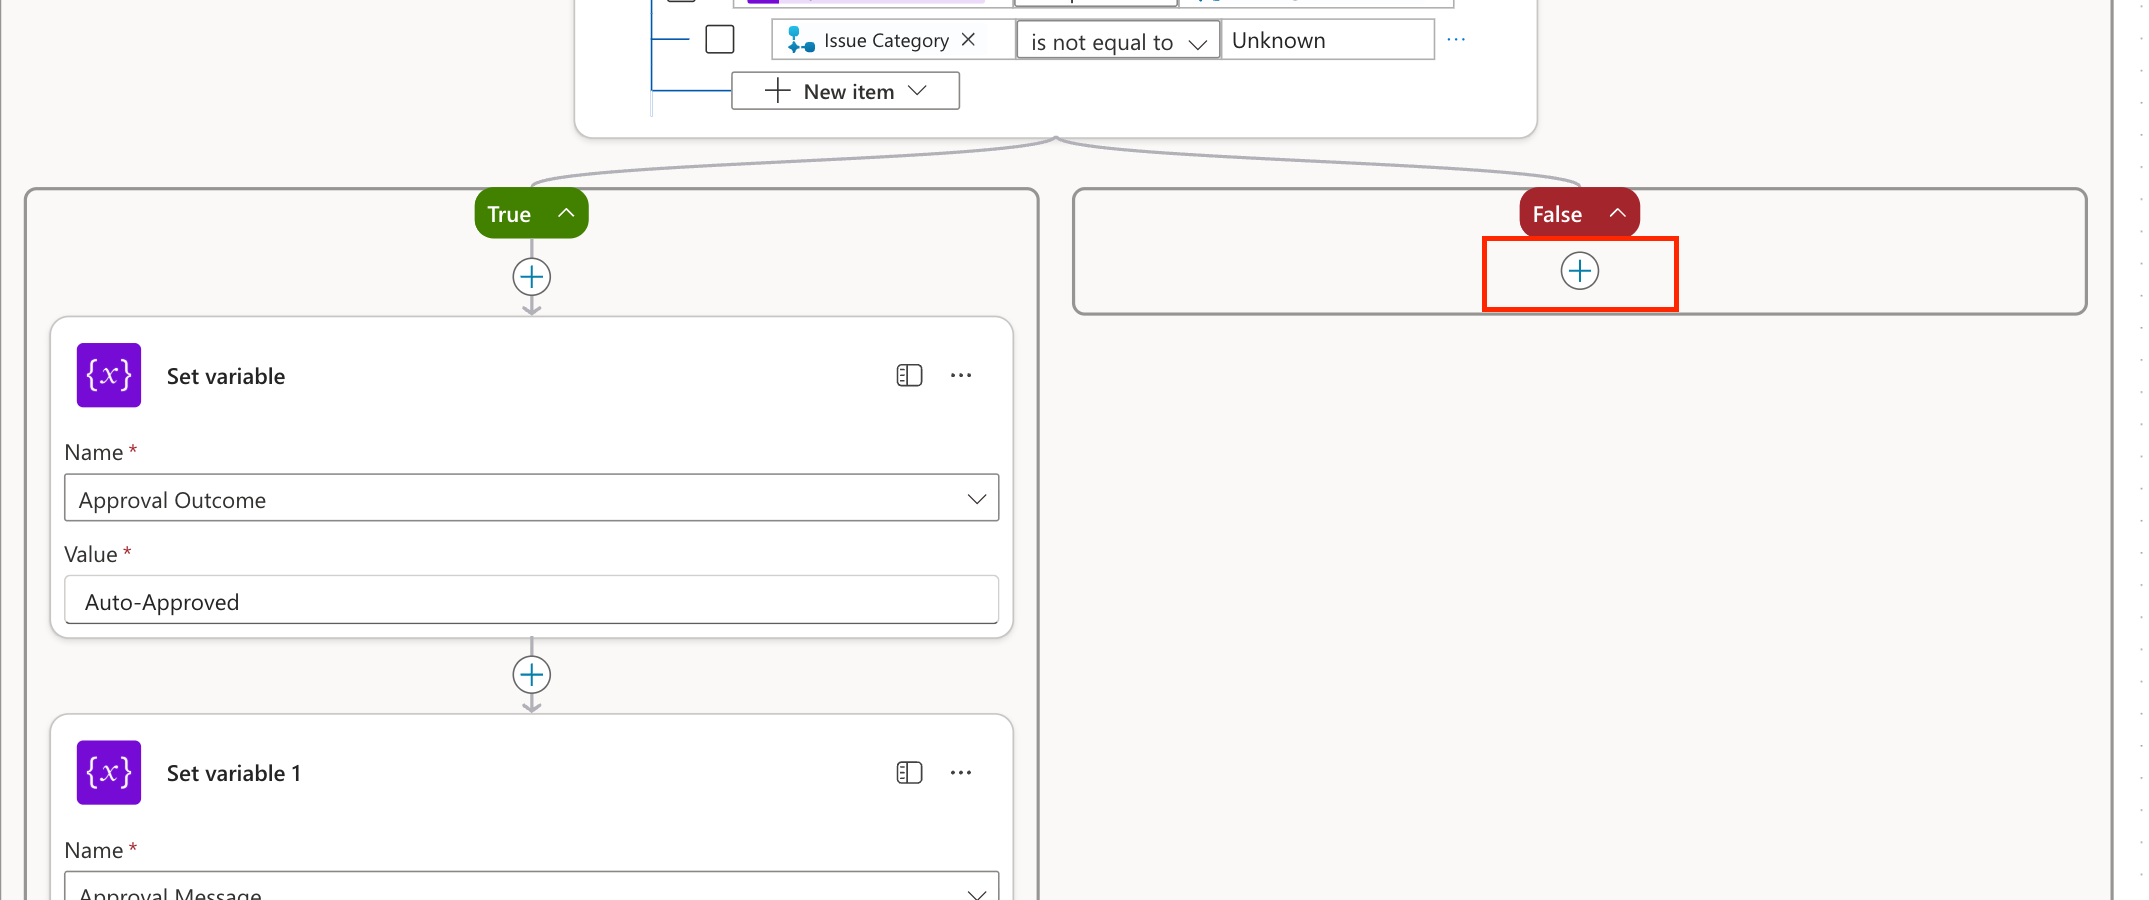 Issue Category
is not equal to
Unknown
New item
True
False
{x} Set variable
Name *
Approval Outcome
Value *
Auto-Approved
{x} Set variable 1
Name *
Approval Message